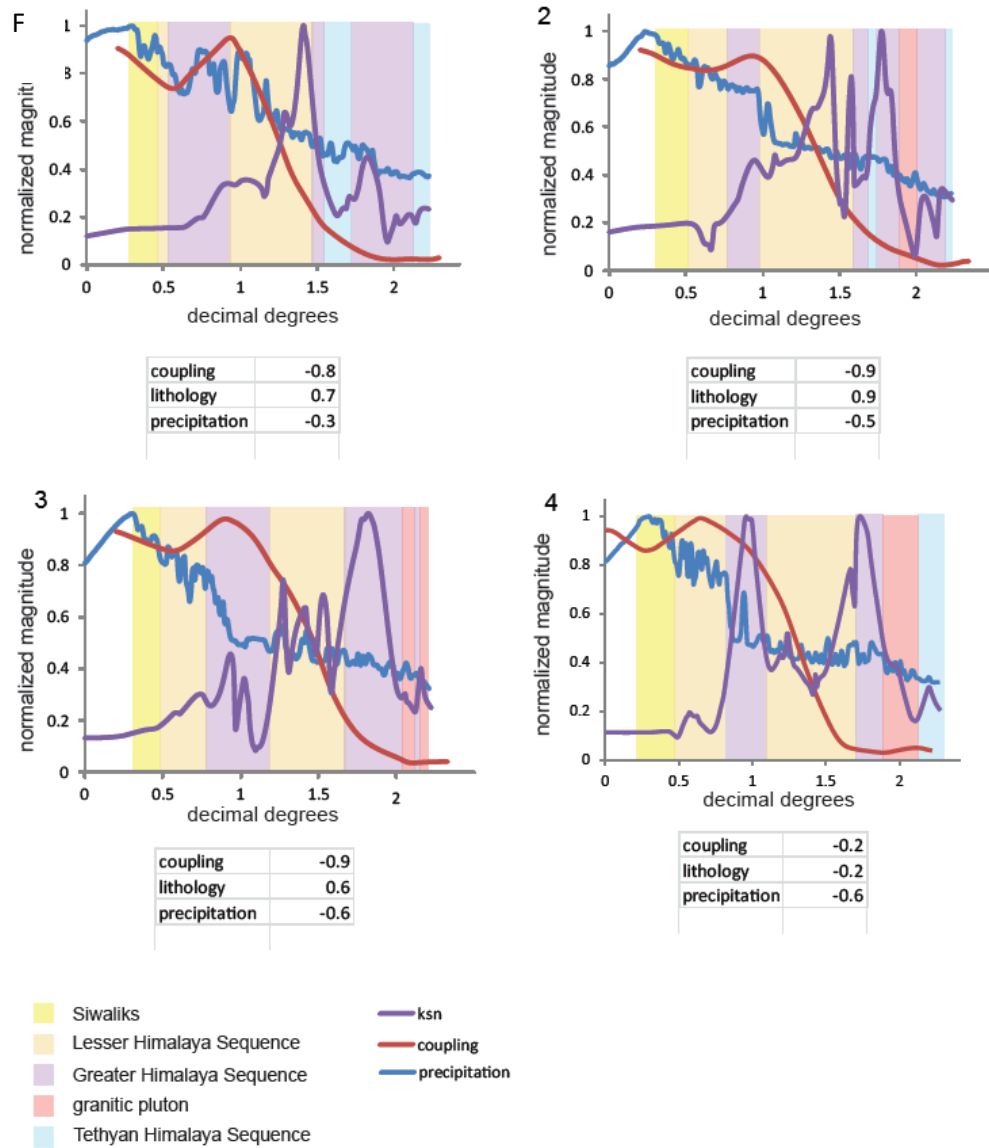 F
normalized magnitu
1
8
0.6
0.4
0.2
0
0 0.5 1 1.5 2
decimal degrees
coupling -0.8
lithology 0.7
precipitation -0.3
2
normalized magnitude
1
0.8
0.6
0.4
0.2
0
0 0.5 1 1.5 2
decimal degrees
coupling -0.9
lithology 0.9
precipitation -0.5
3
normalized magnitude
1
0.8
0.6
0.4
0.2
0
0 0.5 1 1.5 2
decimal degrees
coupling -0.9
lithology 0.6
precipitation -0.6
4
normalized magnitude
1
0.8
0.6
0.4
0.2
0
0 0.5 1 1.5 2
decimal degrees
coupling -0.2
lithology -0.2
precipitation -0.6
Siwaliks
Lesser Himalaya Sequence
Greater Himalaya Sequence
granitic pluton
Tethyan Himalaya Sequence
ksn
coupling
precipitation